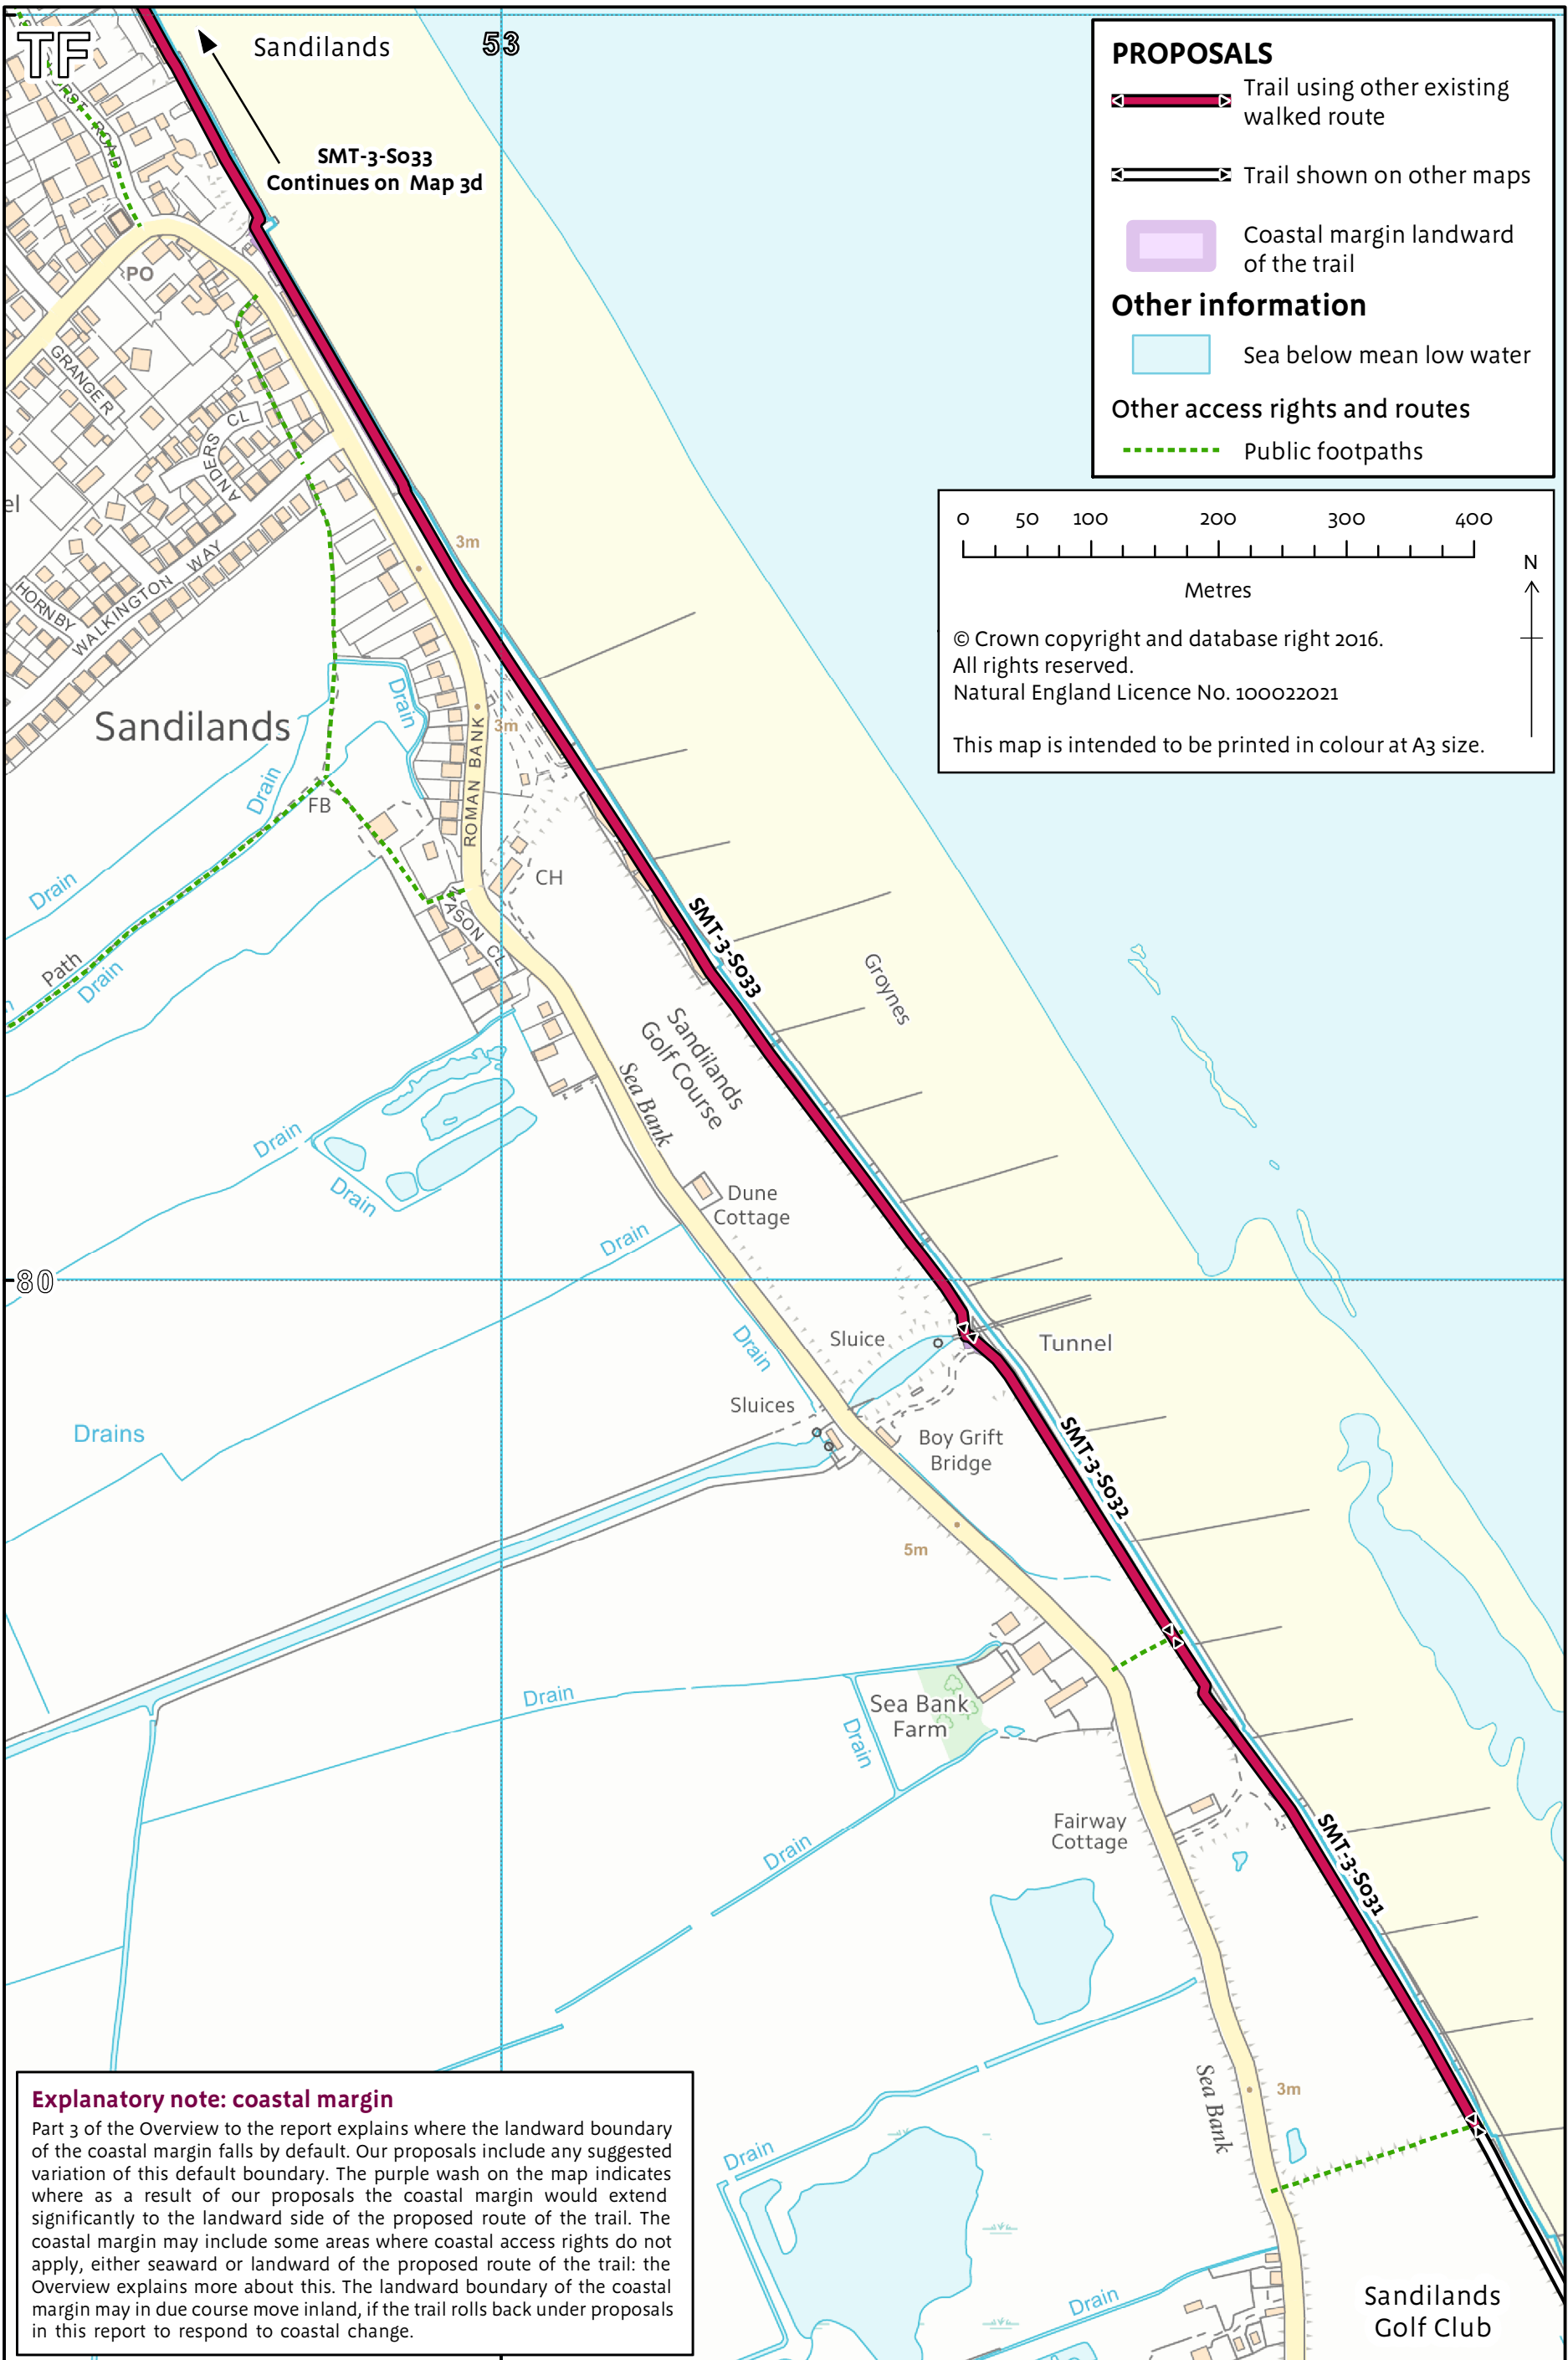 TF
Sandilands
53
SMT-3-S033
Continues on Map 3d
RST ROAD
PO
GRANGE R
ANDERS CL
el
HORNBY
WALKINGTON WAY
3m
Sandilands
Drain
3m
ROMAN BANK
Drain
FB
Drain
CH
ASON CL
Path
Drain
SMT-3-S033
Groynes
Sandilands
Golf Course
Sea Bank
Drain
Drain
Dune
Cottage
Drain
80
Drain
Sluice
Tunnel
Sluices
Drains
Boy Grift
Bridge
SMT-3-S032
5m
Drain
Sea Bank
Farm
Drain
Fairway
Cottage
Drain
SMT-3-S031
Sea Bank
3m
Drain
Drain
Sandilands
Golf Club
PROPOSALS
Trail using other existing
walked route
Trail shown on other maps
Coastal margin landward
of the trail
Other information
Sea below mean low water
Other access rights and routes
Public footpaths
0 50 100 200 300 400
Metres
N
© Crown copyright and database right 2016.
All rights reserved.
Natural England Licence No. 100022021
This map is intended to be printed in colour at A3 size.
Explanatory note: coastal margin
Part 3 of the Overview to the report explains where the landward boundary
of the coastal margin falls by default. Our proposals include any suggested
variation of this default boundary. The purple wash on the map indicates
where as a result of our proposals the coastal margin would extend
significantly to the landward side of the proposed route of the trail. The
coastal margin may include some areas where coastal access rights do not
apply, either seaward or landward of the proposed route of the trail: the
Overview explains more about this. The landward boundary of the coastal
margin may in due course move inland, if the trail rolls back under proposals
in this report to respond to coastal change.